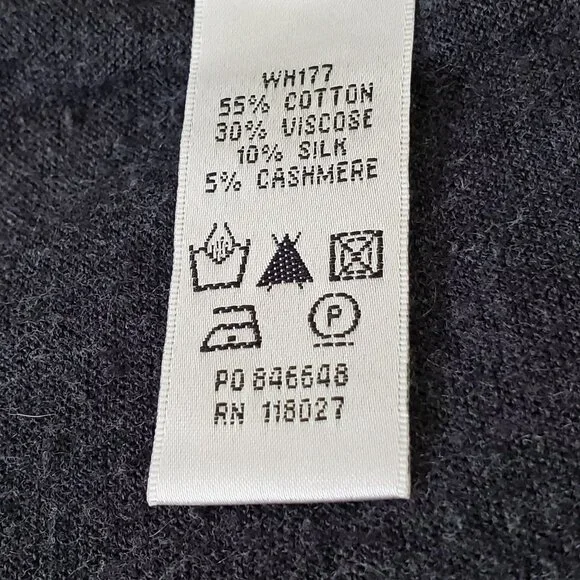 WH177
55% COTTON
30% VISCOSE
10% SILK
5% CASHMERE
P
PO 846648
RN 118027